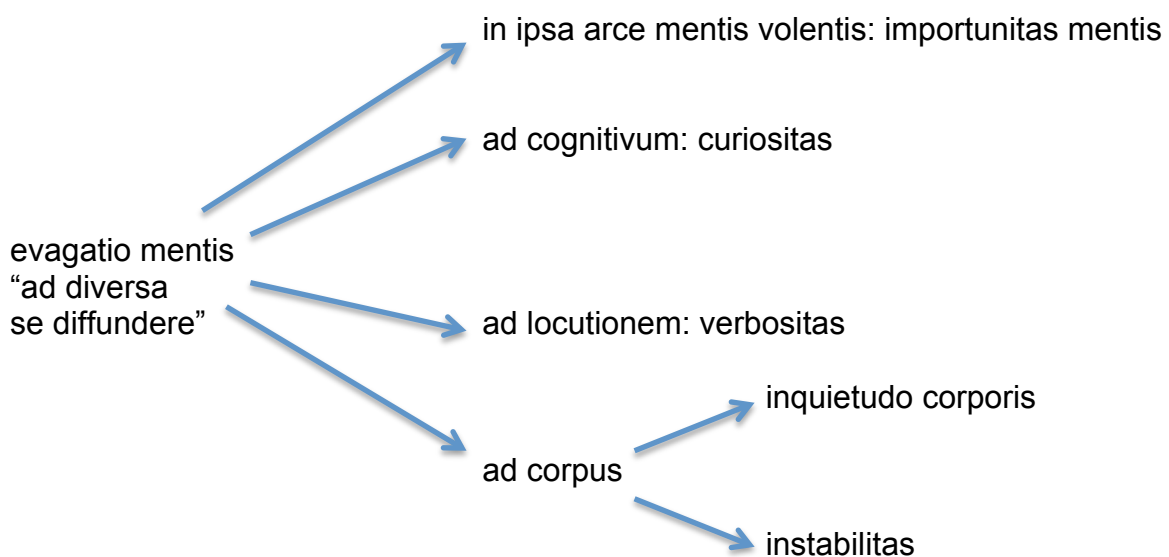 in ipsa arce mentis volentis: importunitas mentis
ad cognitivum: curiositas
evagatio mentis
“ad diversa
se diffundere”
ad locutionem: verbositas
inquietudo corporis
ad corpus
instabilitas